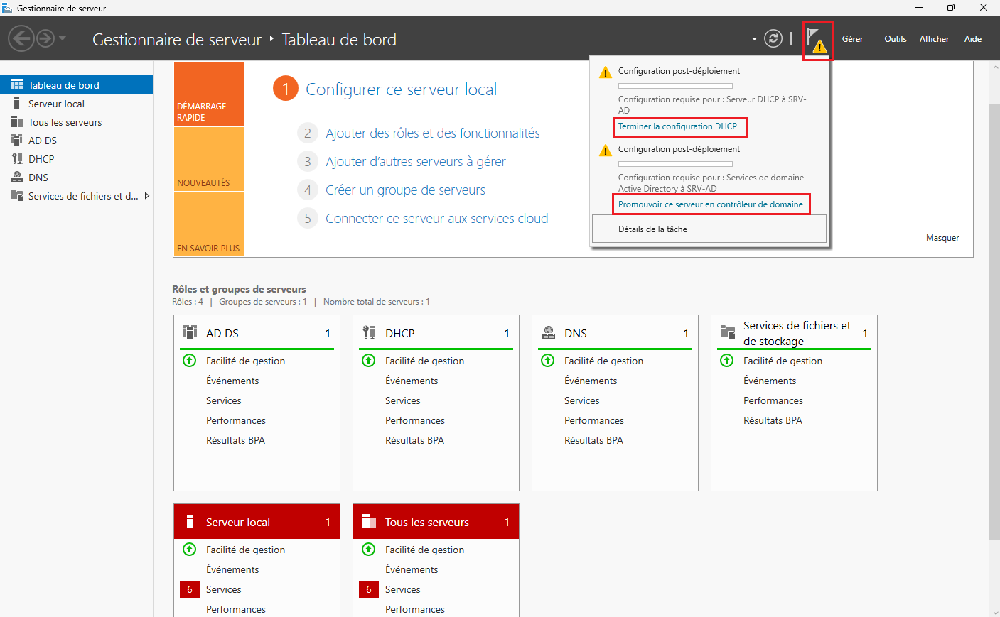 Gestionnaire de serveur
Gestionnaire de serveur ‣ Tableau de bord
Gérer
Outils
Afficher
Aide
Tableau de bord
Serveur local
Tous les serveurs
AD DS
DHCP
DNS
Services de fichiers et d...
DÉMARRAGE
RAPIDE
NOUVEAUTÉS
EN SAVOIR PLUS
1 Configurer ce serveur local
2 Ajouter des rôles et des fonctionnalités
3 Ajouter d’autres serveurs à gérer
4 Créer un groupe de serveurs
5 Connecter ce serveur aux services cloud
Configuration post-déploiement
Configuration requise pour : Serveur DHCP à SRV-
AD
Terminer la configuration DHCP
Configuration post-déploiement
Configuration requise pour : Services de domaine
Active Directory à SRV-AD
Promouvoir ce serveur en contrôleur de domaine
Détails de la tâche
Masquer
Rôles et groupes de serveurs
Rôles : 4 | Groupes de serveurs : 1 | Nombre total de serveurs : 1
AD DS 1
Facilité de gestion
Événements
Services
Performances
Résultats BPA
DHCP 1
Facilité de gestion
Événements
Services
Performances
Résultats BPA
DNS 1
Facilité de gestion
Événements
Services
Performances
Résultats BPA
Services de fichiers et
de stockage 1
Facilité de gestion
Événements
Performances
Résultats BPA
Serveur local 1
Facilité de gestion
Événements
6 Services
Performances
Tous les serveurs 1
Facilité de gestion
Événements
6 Services
Performances